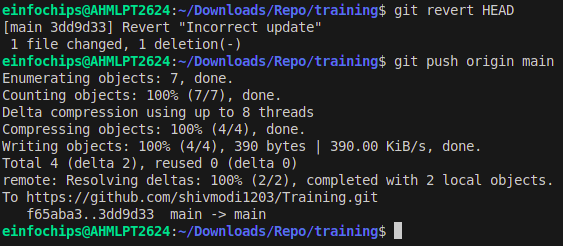 einfochips@AHMLPT2624:~/Downloads/Repo/training$ git revert HEAD
[main 3dd9d33] Revert "Incorrect update"
 1 file changed, 1 deletion(-)
einfochips@AHMLPT2624:~/Downloads/Repo/training$ git push origin main
Enumerating objects: 7, done.
Counting objects: 100% (7/7), done.
Delta compression using up to 8 threads
Compressing objects: 100% (4/4), done.
Writing objects: 100% (4/4), 390 bytes | 390.00 KiB/s, done.
Total 4 (delta 2), reused 0 (delta 0)
remote: Resolving deltas: 100% (2/2), completed with 2 local objects.
To https://github.com/shivmodi1203/Training.git
   f65aba3..3dd9d33  main -> main
einfochips@AHMLPT2624:~/Downloads/Repo/training$